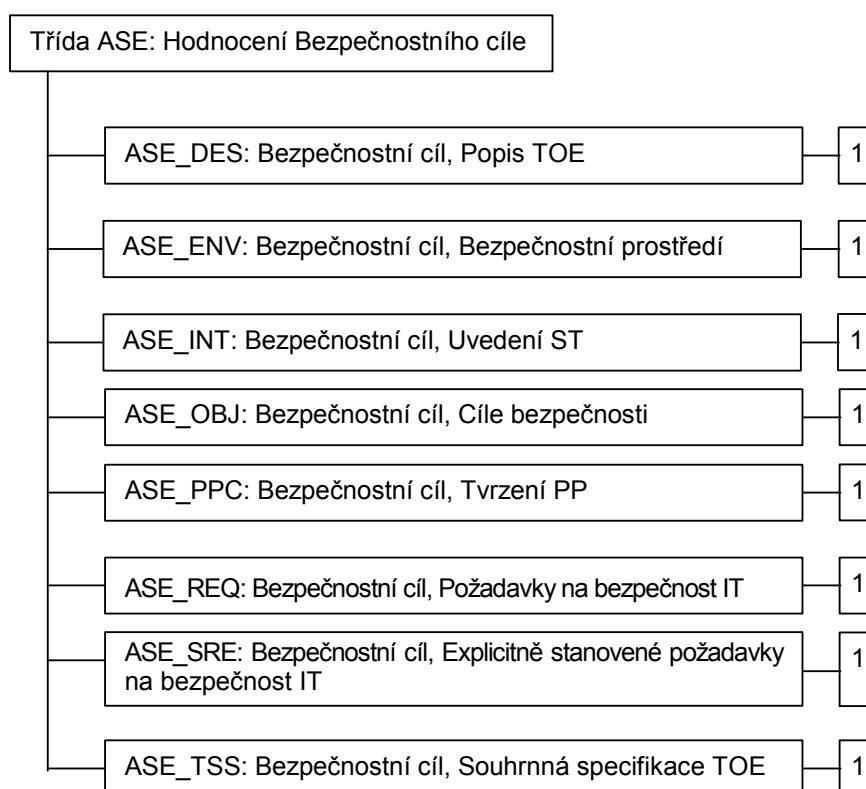 Třída ASE: Hodnocení Bezpečnostního cíle
ASE_DES: Bezpečnostní cíl, Popis TOE 1
ASE_ENV: Bezpečnostní cíl, Bezpečnostní prostředí 1
ASE_INT: Bezpečnostní cíl, Uvedení ST 1
ASE_OBJ: Bezpečnostní cíl, Cíle bezpečnosti 1
ASE_PPC: Bezpečnostní cíl, Tvrzení PP 1
ASE_REQ: Bezpečnostní cíl, Požadavky na bezpečnost IT 1
ASE_SRE: Bezpečnostní cíl, Explicitně stanovené požadavky 1
na bezpečnost IT
ASE_TSS: Bezpečnostní cíl, Souhrnná specifikace TOE 1